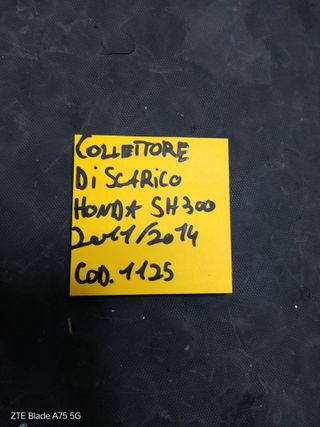 COLLETTORE
Di SCARICO
HONDA SH300
2011/2014
COD. 1125
ZTE Blade A75 5G